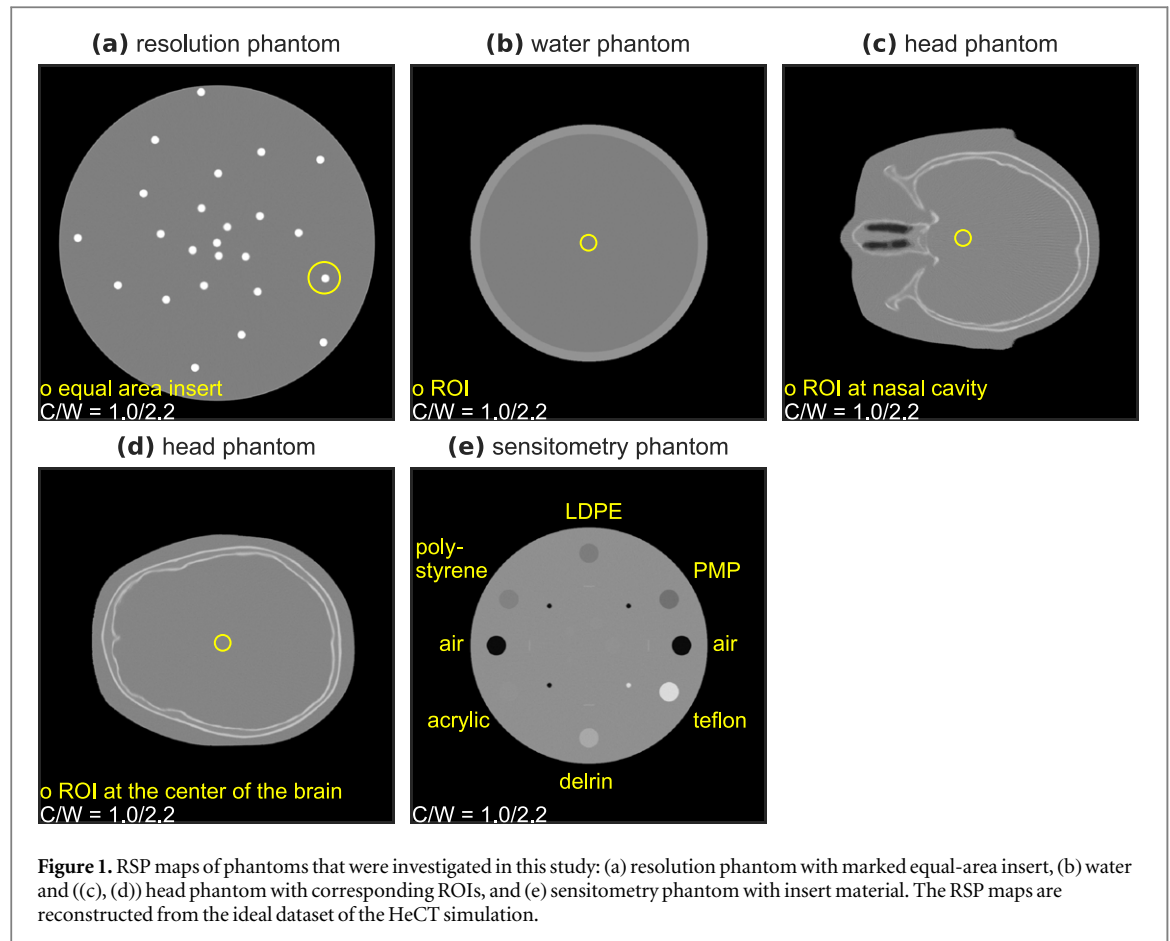 (a) resolution phantom
(b) water phantom
(c) head phantom
o equal area insert
C/W = 1.0/2.2
o ROI
C/W = 1.0/2.2
o ROI at nasal cavity
C/W = 1.0/2.2
(d) head phantom
(e) sensitometry phantom
o ROI at the center of the brain
C/W = 1.0/2.2
LDPE
poly-
styrene
PMP
air
air
acrylic
teflon
delrin
C/W = 1.0/2.2
Figure 1. RSP maps of phantoms that were investigated in this study: (a) resolution phantom with marked equal-area insert, (b) water
and ((c), (d)) head phantom with corresponding ROIs, and (e) sensitometry phantom with insert material. The RSP maps are
reconstructed from the ideal dataset of the HeCT simulation.